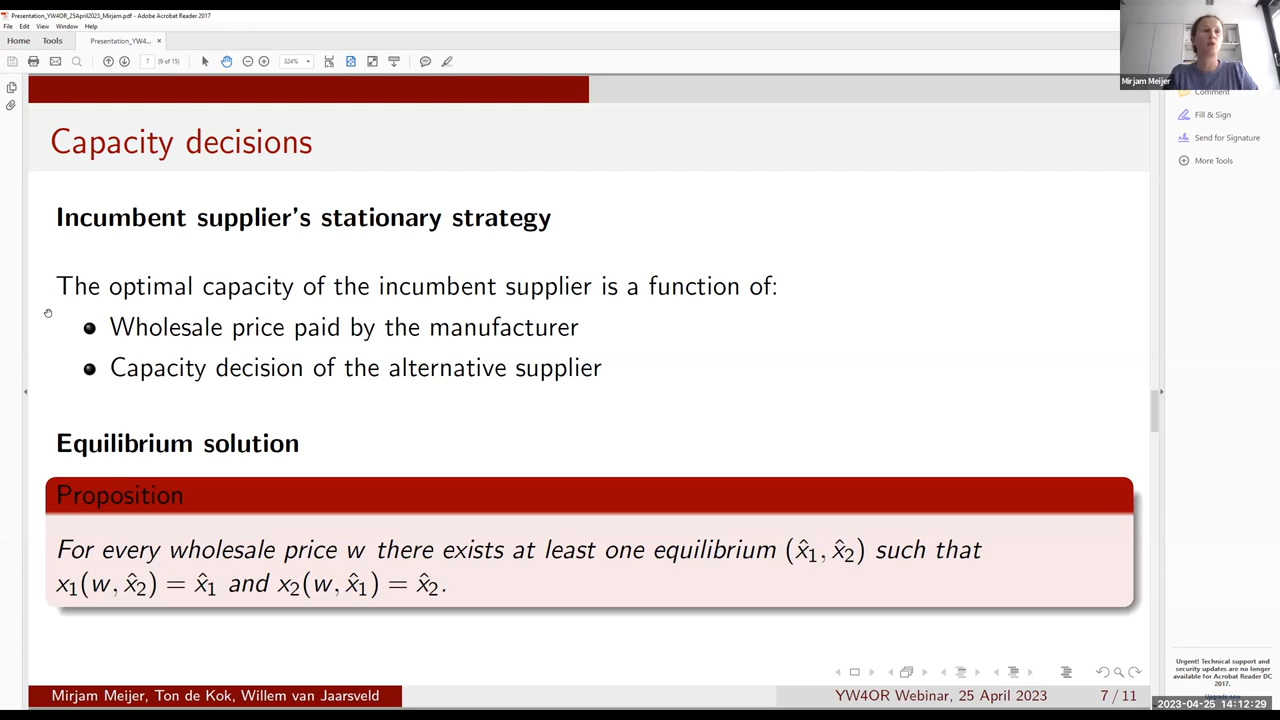 Presentation_YW4OR_25April2023_Mirjam.pdf - Adobe Acrobat Reader 2017
File Edit View Window Help
Home Tools Presentation_YW4... ×
7 (9 of 15) 324%
Mirjam Meijer
Comment
Fill & Sign
Send for Signature
More Tools
Capacity decisions
Incumbent supplier's stationary strategy
The optimal capacity of the incumbent supplier is a function of:
Wholesale price paid by the manufacturer
Capacity decision of the alternative supplier
Equilibrium solution
Proposition
For every wholesale price w there exists at least one equilibrium (x̂₁, x̂₂) such that
x₁(w, x̂₂) = x̂₁ and x₂(w, x̂₁) = x̂₂.
Urgent! Technical support and
security updates are no longer
available for Acrobat Reader DC
2017.
Mirjam Meijer, Ton de Kok, Willem van Jaarsveld YW4OR Webinar, 25 April 2023 7 / 11
2023-04-25 14:12:29